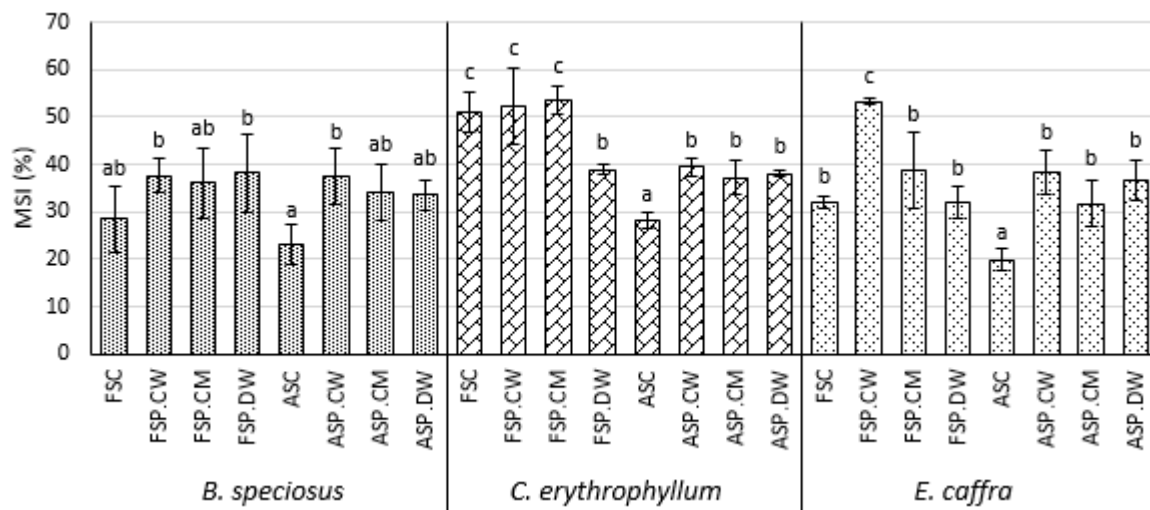 70
60
50
40
30
20
10
0
MSI (%)
ab b ab b a b ab ab
c c c b a b b b
b c b b a b b b
FSC FSP.CW FSP.CM FSP.DW ASC ASP.CW ASP.CM ASP.DW
FSC FSP.CW FSP.CM FSP.DW ASC ASP.CW ASP.CM ASP.DW
FSC FSP.CW FSP.CM FSP.DW ASC ASP.CW ASP.CM ASP.DW
B. speciosus
C. erythrophyllum
E. caffra